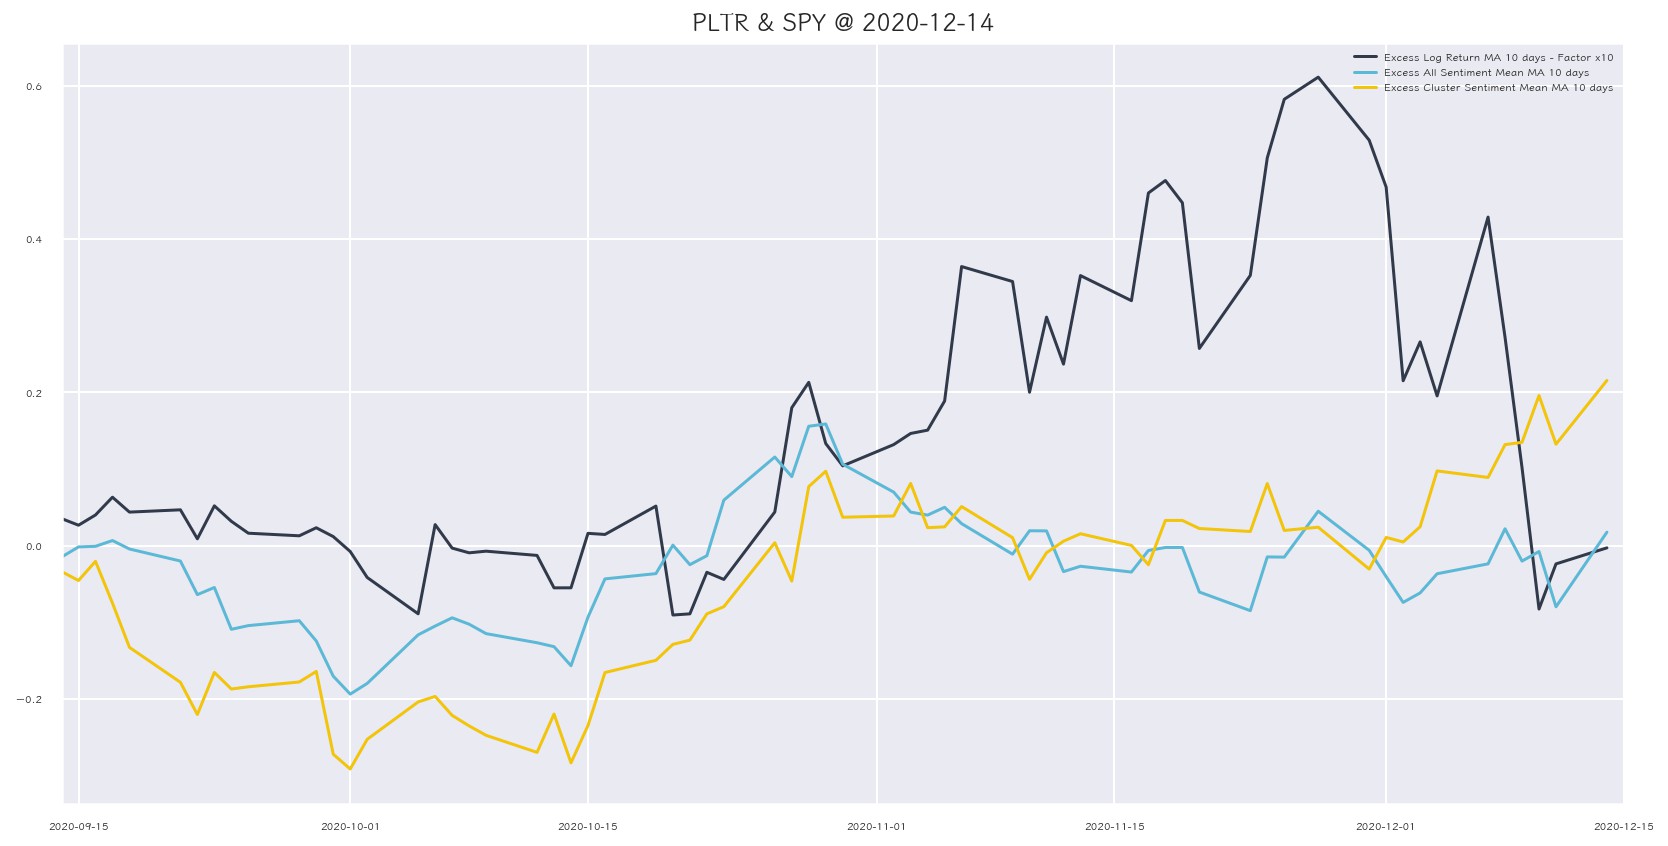 PLTR & SPY @ 2020-12-14
Excess Log Return MA 10 days - Factor x10
Excess All Sentiment Mean MA 10 days
Excess Cluster Sentiment Mean MA 10 days
0.6
0.4
0.2
0.0
−0.2
2020-09-15 2020-10-01 2020-10-15 2020-11-01 2020-11-15 2020-12-01 2020-12-15